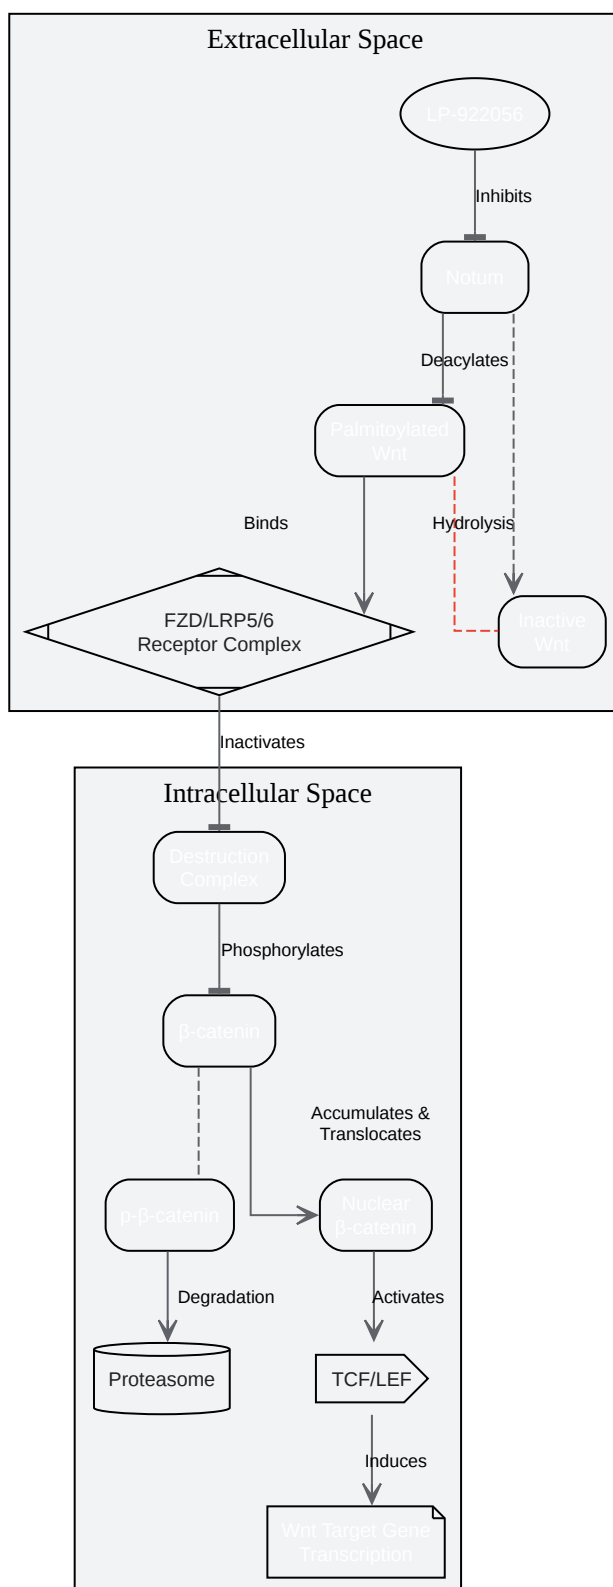 Extracellular Space
LP-922056
Inhibits
Notum
Deacylates
Palmitoylated
Wnt
Binds
Hydrolysis
FZD/LRP5/6
Receptor Complex
Inactive
Wnt
Inactivates
Intracellular Space
Destruction
Complex
Phosphorylates
β-catenin
Accumulates &
Translocates
p-β-catenin
Nuclear
β-catenin
Degradation
Activates
Proteasome
TCF/LEF
Induces
Wnt Target Gene
Transcription